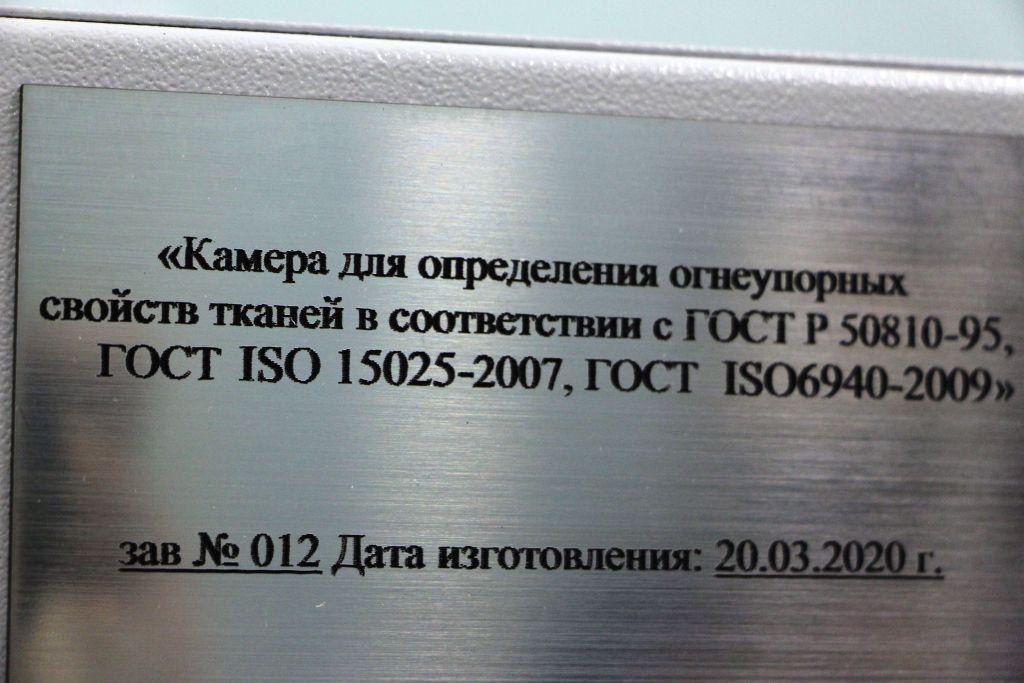 «Камера для определения огнеупорных
свойств тканей в соответствии с ГОСТ Р 50810-95,
ГОСТ ISO 15025-2007, ГОСТ ISO6940-2009»
зав № 012 Дата изготовления: 20.03.2020 г.